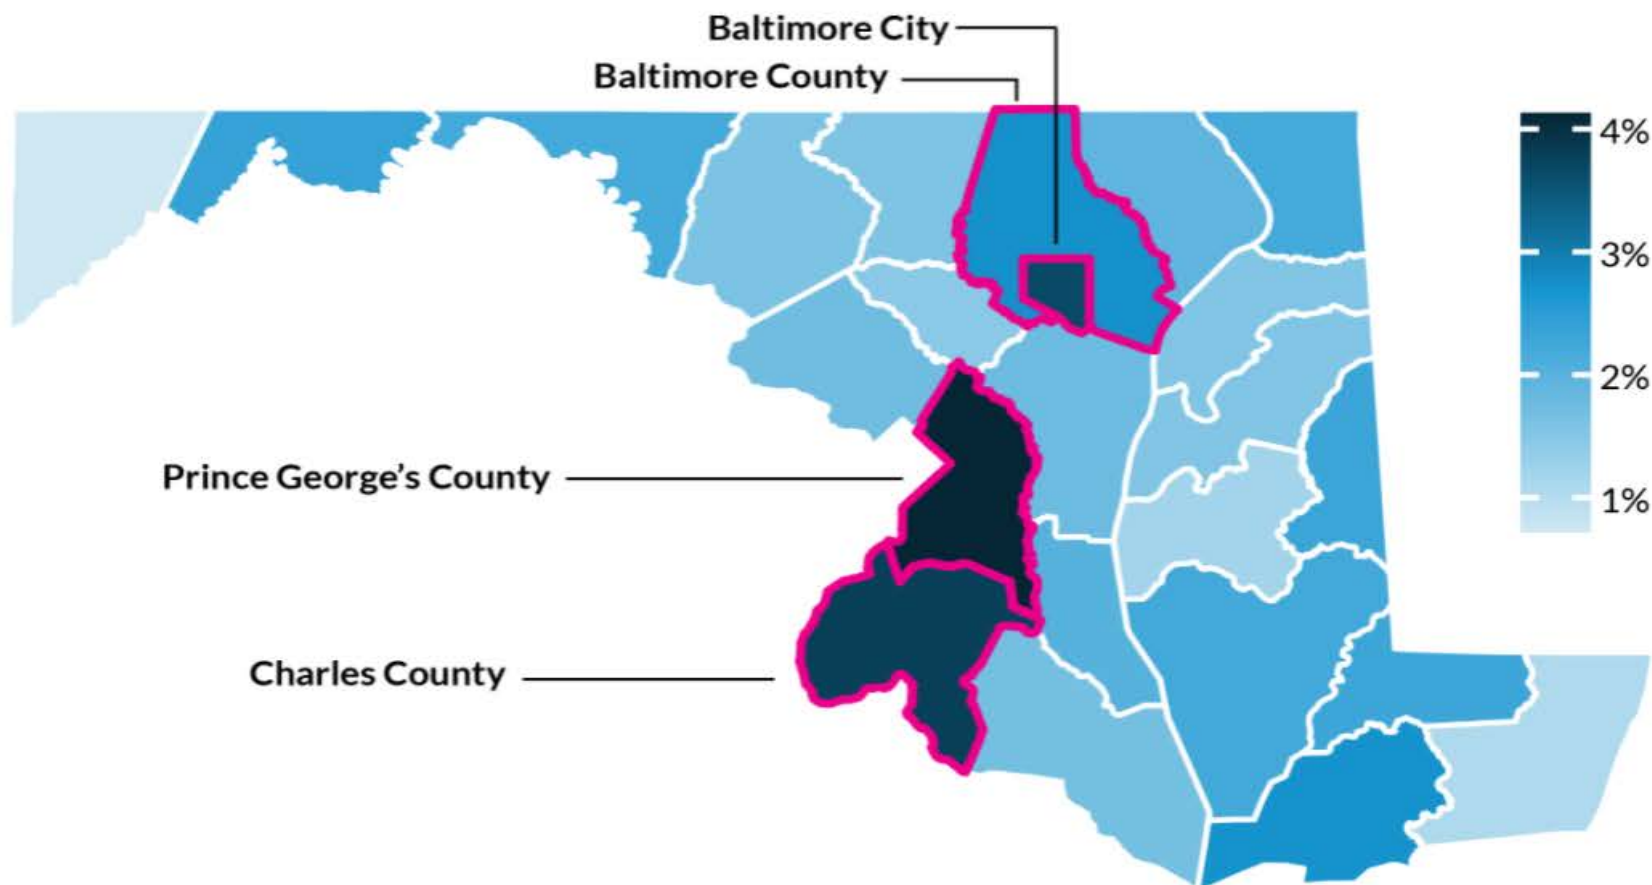 Baltimore City
Baltimore County
4%
3%
2%
Prince George’s County
1%
Charles County